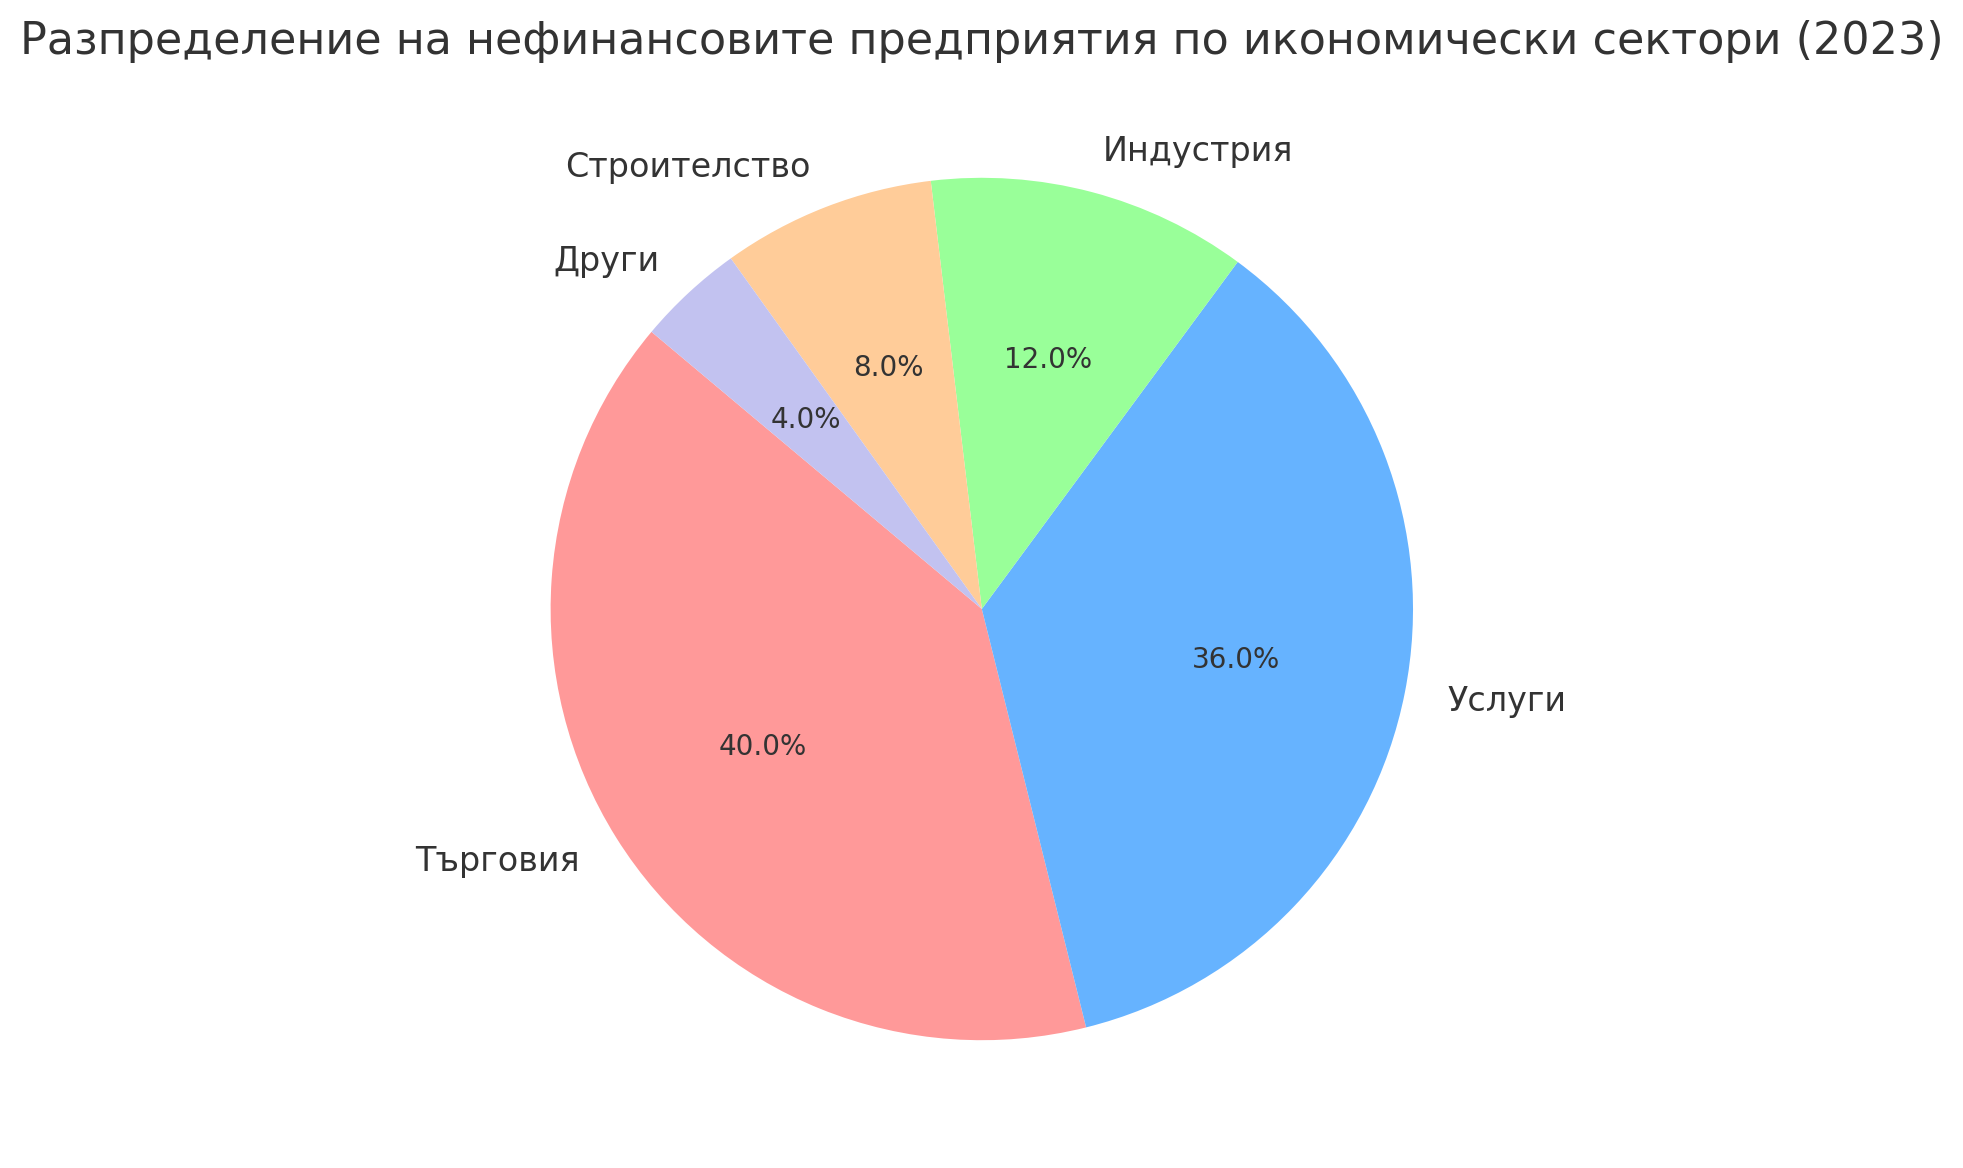 Разпределение на нефинансовите предприятия по икономически сектори (2023)
Индустрия
Строителство
Други
12.0%
8.0%
4.0%
36.0%
Услуги
40.0%
Търговия